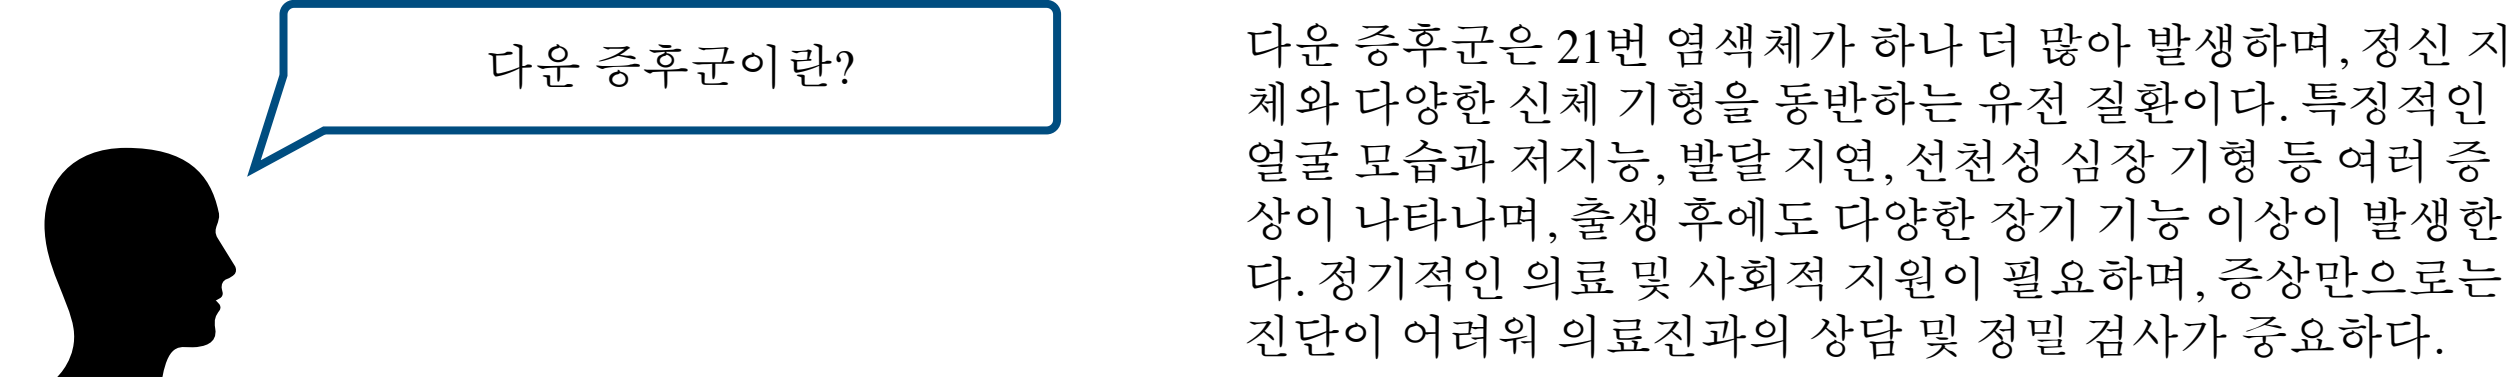 다운 증후군이란?
다운 증후군은 21번 염색체가 하나 더 많아 발생하며, 정신 지
체와 다양한 신체 기형을 동반하는 유전 질환이다. 특징적인
얼굴 모습과 저지능, 발달 지연, 선천성 심장 기형 등 여러 증
상이 나타나며, 출생 후에도 다양한 장기 기능 이상이 발생한
다. 정기적인 의료 및 사회적 지원이 필요하며, 증상만으로는
진단이 어려워 의료진과의 상담 및 정밀 검사가 중요하다.